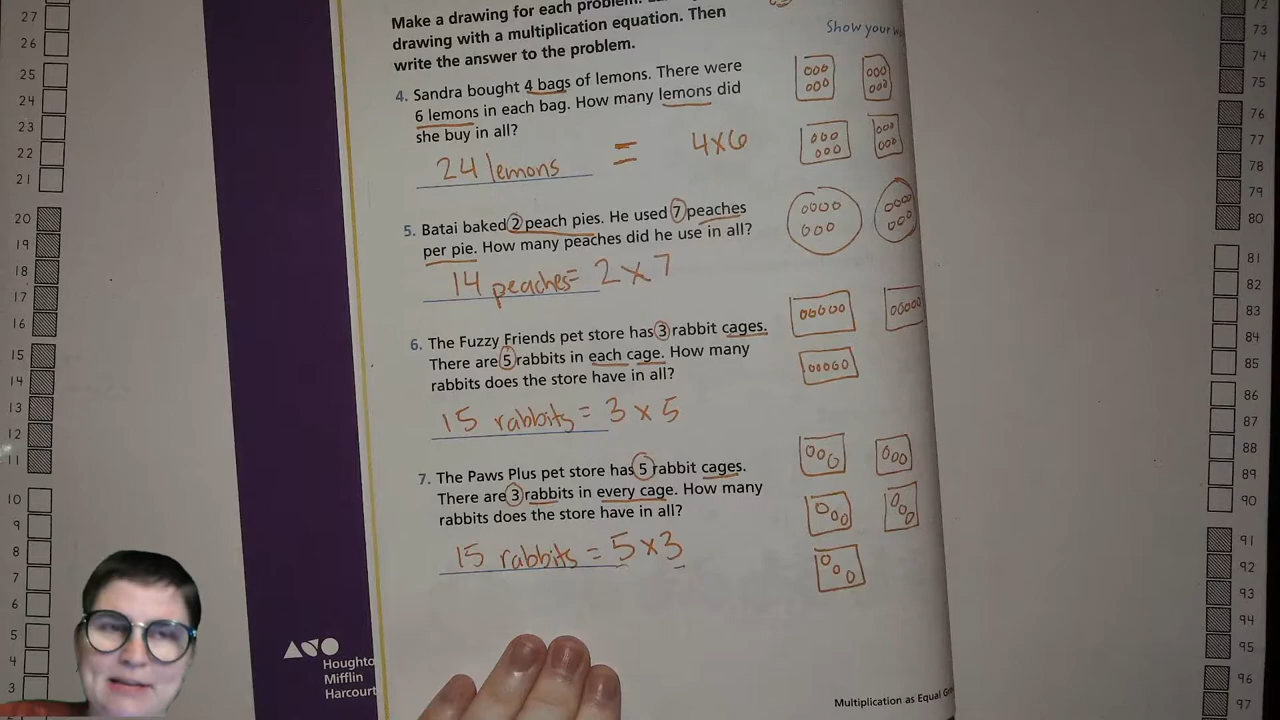 Make a drawing for each problem.
drawing with a multiplication equation. Then
write the answer to the problem.
Show your
4. Sandra bought 4 bags of lemons. There were
6 lemons in each bag. How many lemons did
she buy in all?
24 lemons = 4x6
5. Batai baked 2 peach pies. He used 7 peaches
per pie. How many peaches did he use in all?
14 peaches = 2 x 7
6. The Fuzzy Friends pet store has 3 rabbit cages.
There are 5 rabbits in each cage. How many
rabbits does the store have in all?
15 rabbits = 3 x 5
7. The Paws Plus pet store has 5 rabbit cages.
There are 3 rabbits in every cage. How many
rabbits does the store have in all?
15 rabbits = 5 x 3
Houghto
Mifflin
Harcourt
Multiplication as Equal
27
26
25
24
23
22
21
20
19
18
17
16
15
14
13
12
11
10
9
8
7
6
5
4
3
72
73
74
75
76
77
78
79
80
81
82
83
84
85
86
87
88
89
90
91
92
93
94
95
96
97